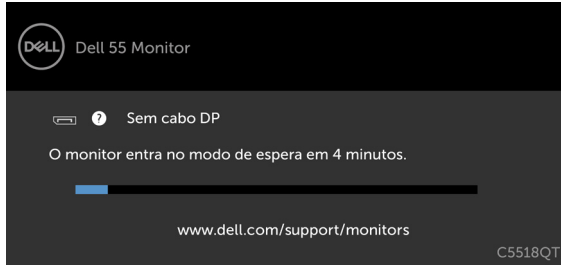 DELL
Dell 55 Monitor
? Sem cabo DP
O monitor entra no modo de espera em 4 minutos.
www.dell.com/support/monitors
C5518QT